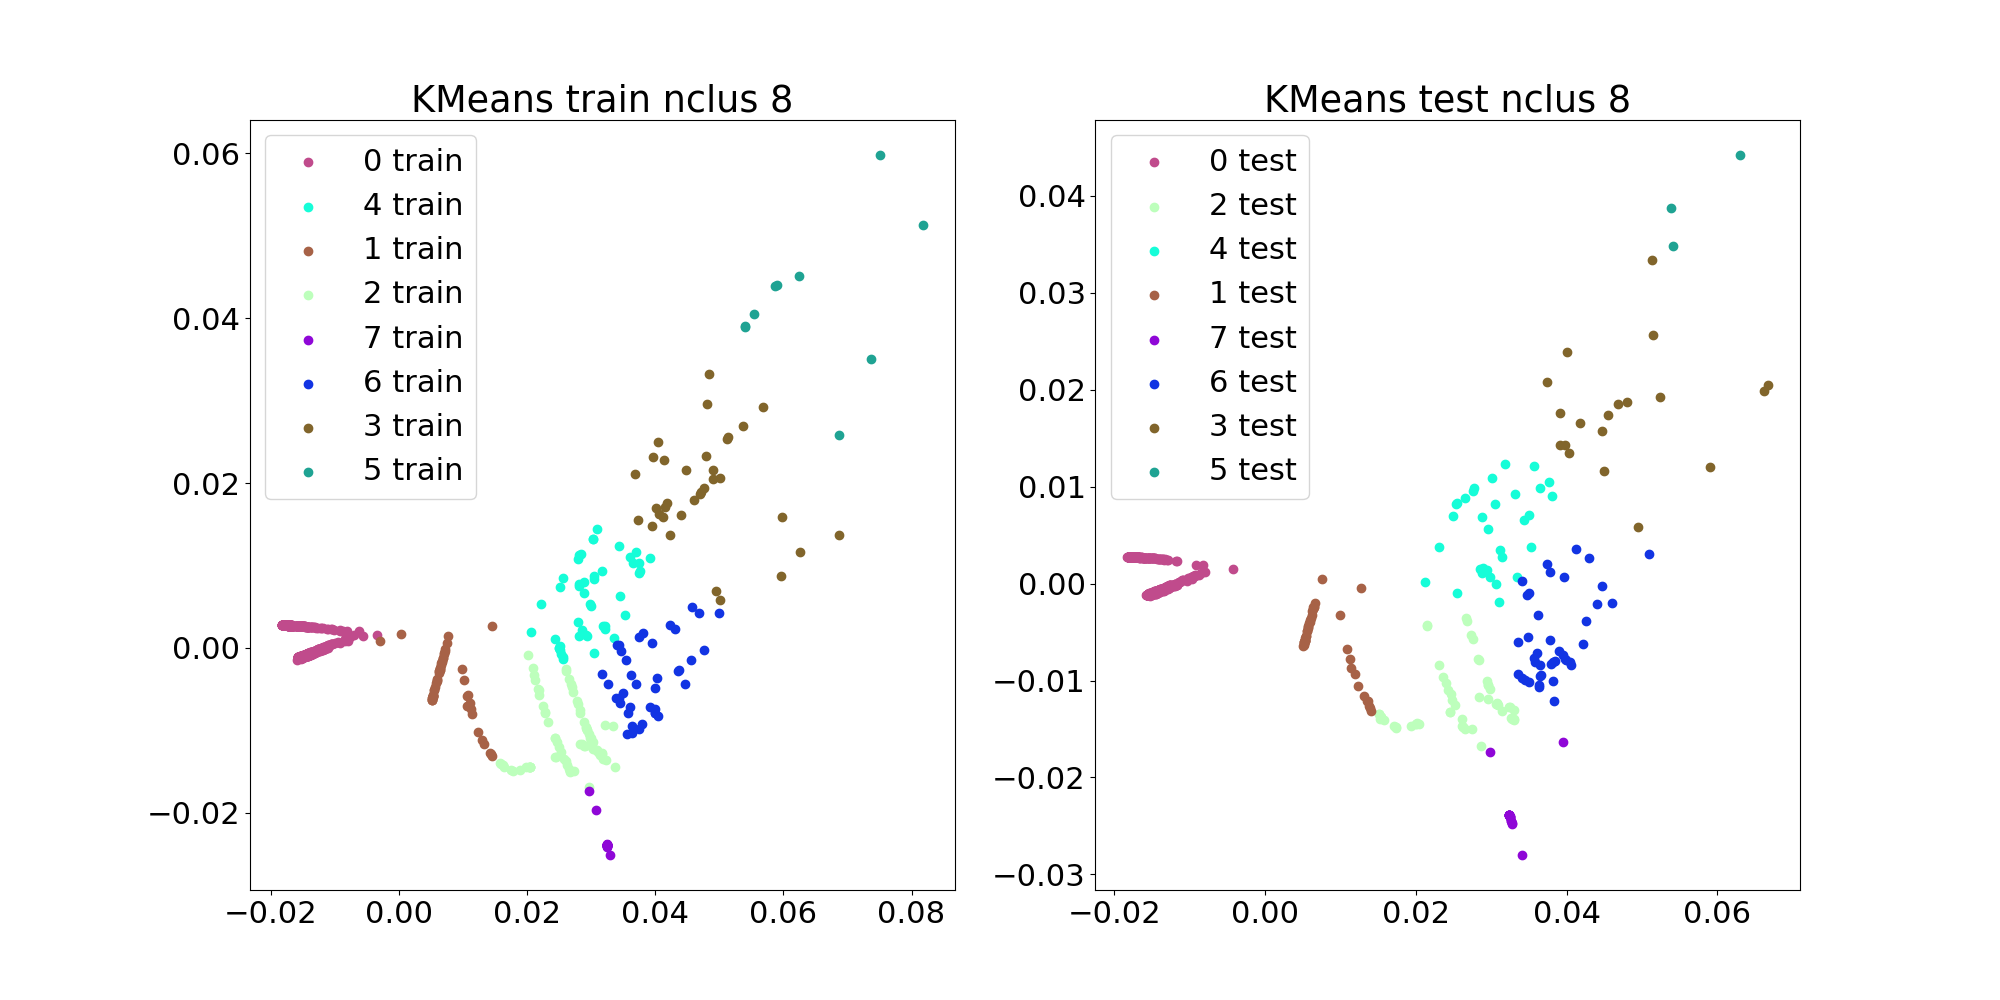 KMeans train nclus 8
0.06
0.04
0.02
0.00
−0.02
−0.02 0.00 0.02 0.04 0.06 0.08
0 train
4 train
1 train
2 train
7 train
6 train
3 train
5 train
KMeans test nclus 8
0.04
0.03
0.02
0.01
0.00
−0.01
−0.02
−0.03
−0.02 0.00 0.02 0.04 0.06
0 test
2 test
4 test
1 test
7 test
6 test
3 test
5 test